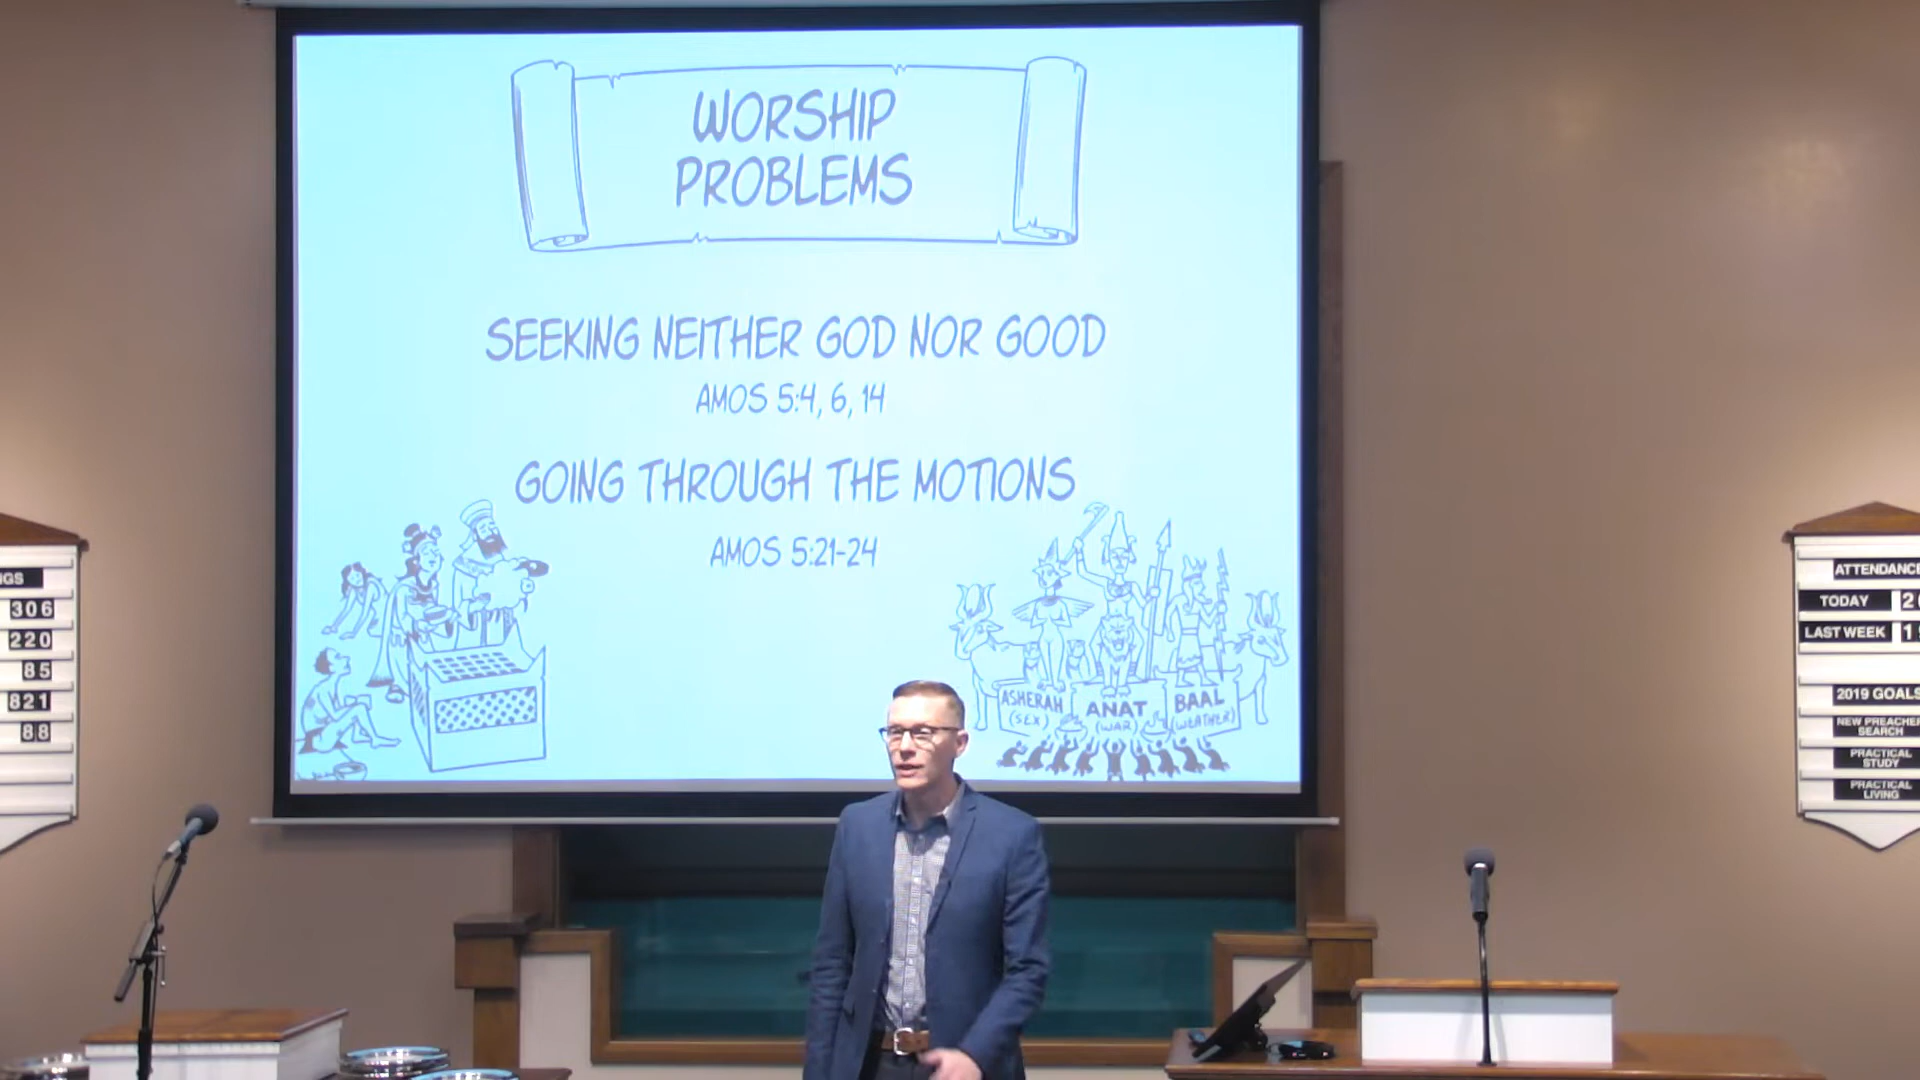 WORSHIP
PROBLEMS
SEEKING NEITHER GOD NOR GOOD
AMOS 5:4, 6, 14
GOING THROUGH THE MOTIONS
AMOS 5:21-24
ASHERAH
(SEX)
ANAT
(WAR)
BAAL
(WEATHER)
306
220
85
821
88
ATTENDANCE
TODAY
LAST WEEK
2019 GOALS
NEW PREACHER
SEARCH
PRACTICAL
STUDY
PRACTICAL
LIVING